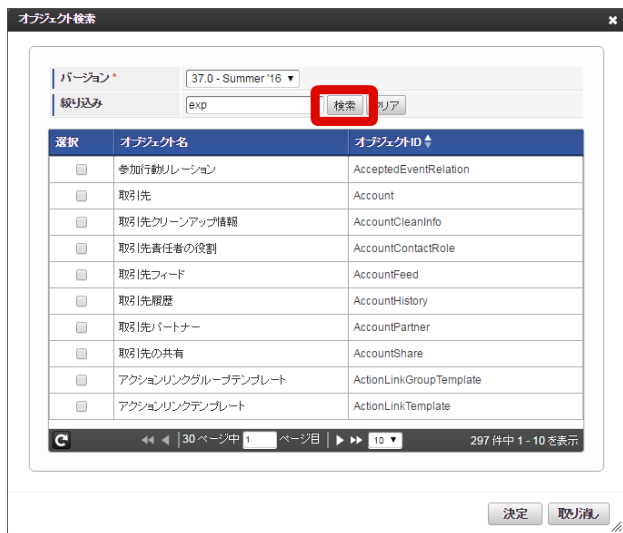 オブジェクト検索
バージョン* 37.0 - Summer '16
絞り込み exp 検索 クリア
選択 オブジェクト名 オブジェクトID
参加行動リレーション AcceptedEventRelation
取引先 Account
取引先クリーンアップ情報 AccountCleanInfo
取引先責任者の役割 AccountContactRole
取引先フィード AccountFeed
取引先履歴 AccountHistory
取引先パートナー AccountPartner
取引先の共有 AccountShare
アクションリンクグループテンプレート ActionLinkGroupTemplate
アクションリンクテンプレート ActionLinkTemplate
30 ページ中 1 ページ目 10 297 件中 1 - 10 を表示
決定 取り消し